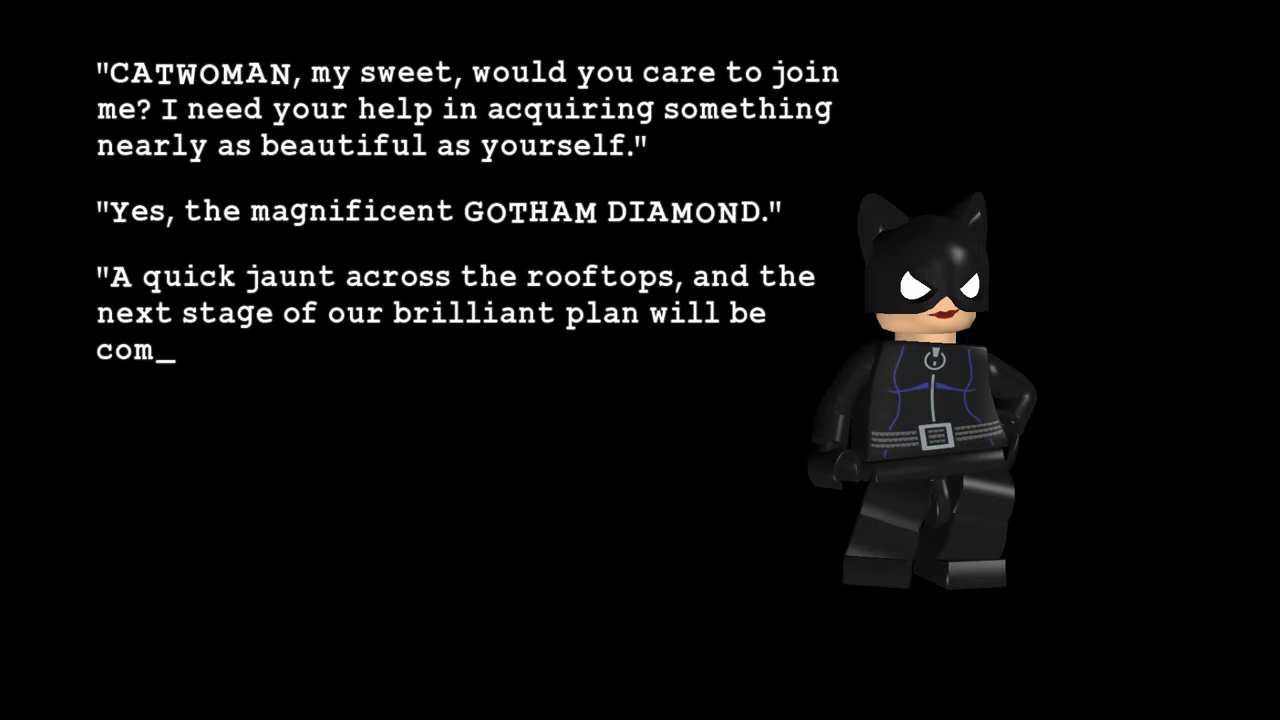 "CATWOMAN, my sweet, would you care to join
me? I need your help in acquiring something
nearly as beautiful as yourself."
"Yes, the magnificent GOTHAM DIAMOND."
"A quick jaunt across the rooftops, and the
next stage of our brilliant plan will be
com_